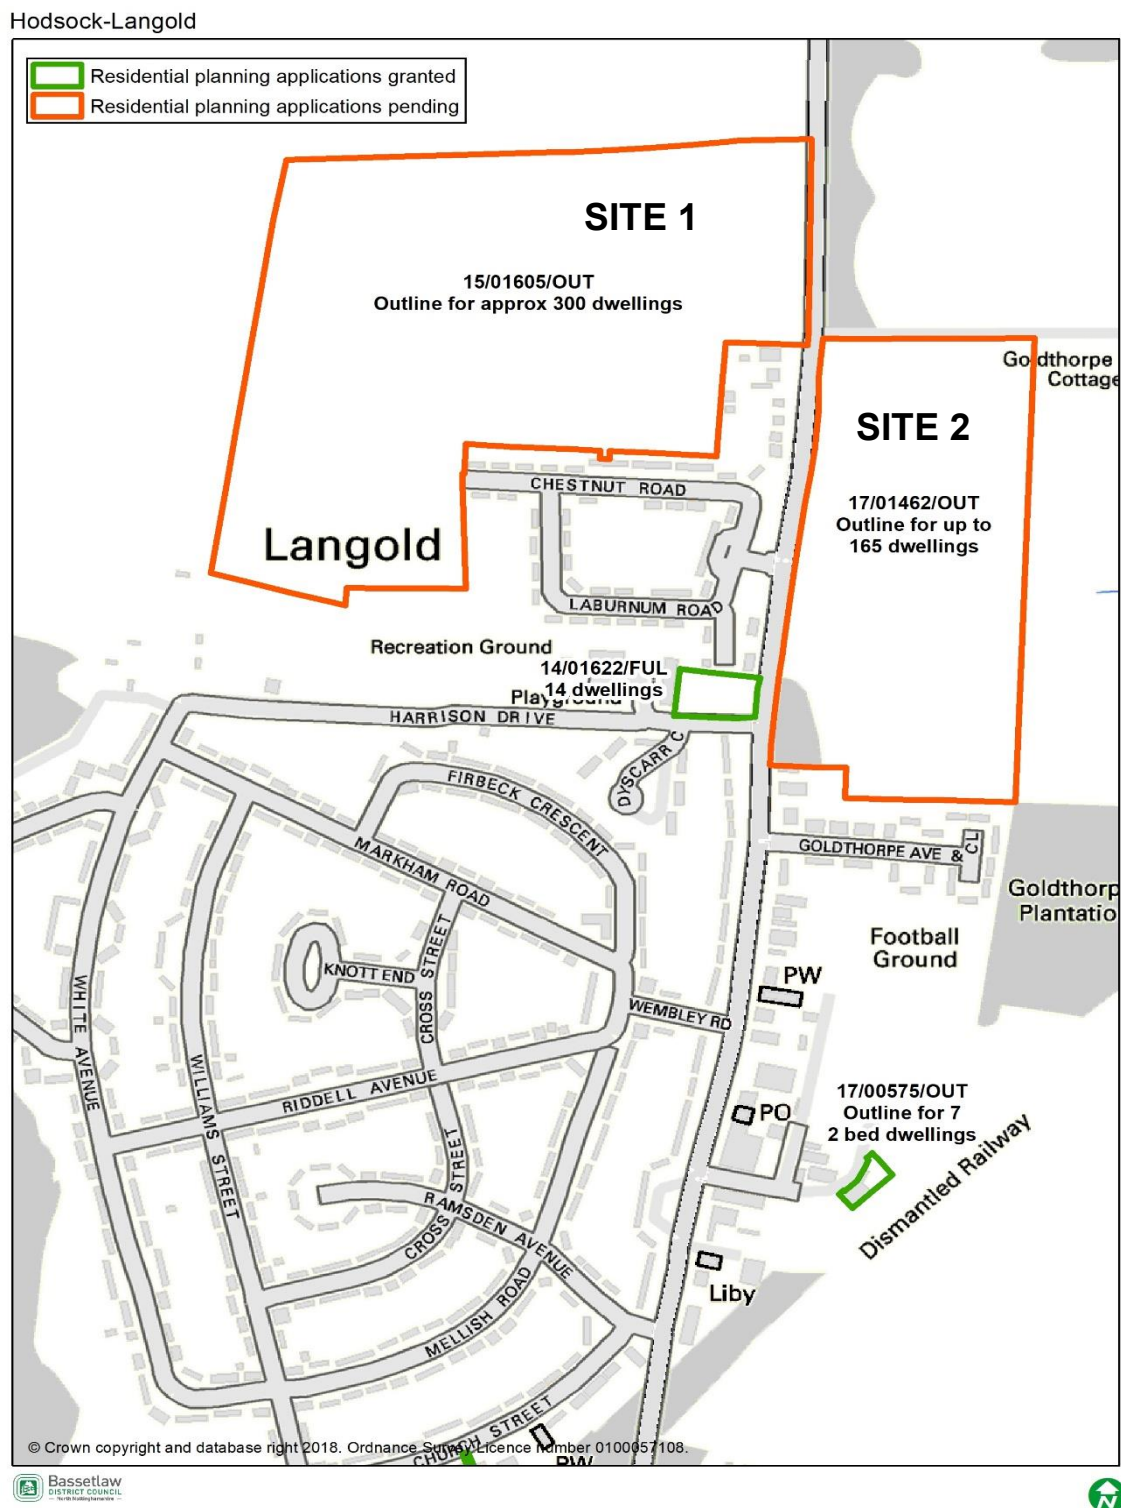 Hodsock-Langold
Residential planning applications granted
Residential planning applications pending
SITE 1
15/01605/OUT
Outline for approx 300 dwellings
Goldthorpe
Cottage
SITE 2
17/01462/OUT
Outline for up to
165 dwellings
CHESTNUT ROAD
Langold
LABURNUM ROAD
Recreation Ground
14/01622/FUL
14 dwellings
Playground
HARRISON DRIVE
DYSCARR C
FIRBECK CRESCENT
MARKHAM ROAD
GOLDTHORPE AVE & CL
Goldthorp
Plantatio
Football
Ground
KNOTT END
CROSS STREET
PW
WEMBLEY RD
WHITE AVENUE
WILLIAMS STREET
RIDDELL AVENUE
PO
17/00575/OUT
Outline for 7
2 bed dwellings
Dismantled Railway
CROSS STREET
RAMSDEN AVENUE
Liby
MELLISH ROAD
CHURCH STREET
PW
© Crown copyright and database right 2018. Ordnance Survey Licence number 0100057108.
Bassetlaw
DISTRICT COUNCIL
North Nottinghamshire
N